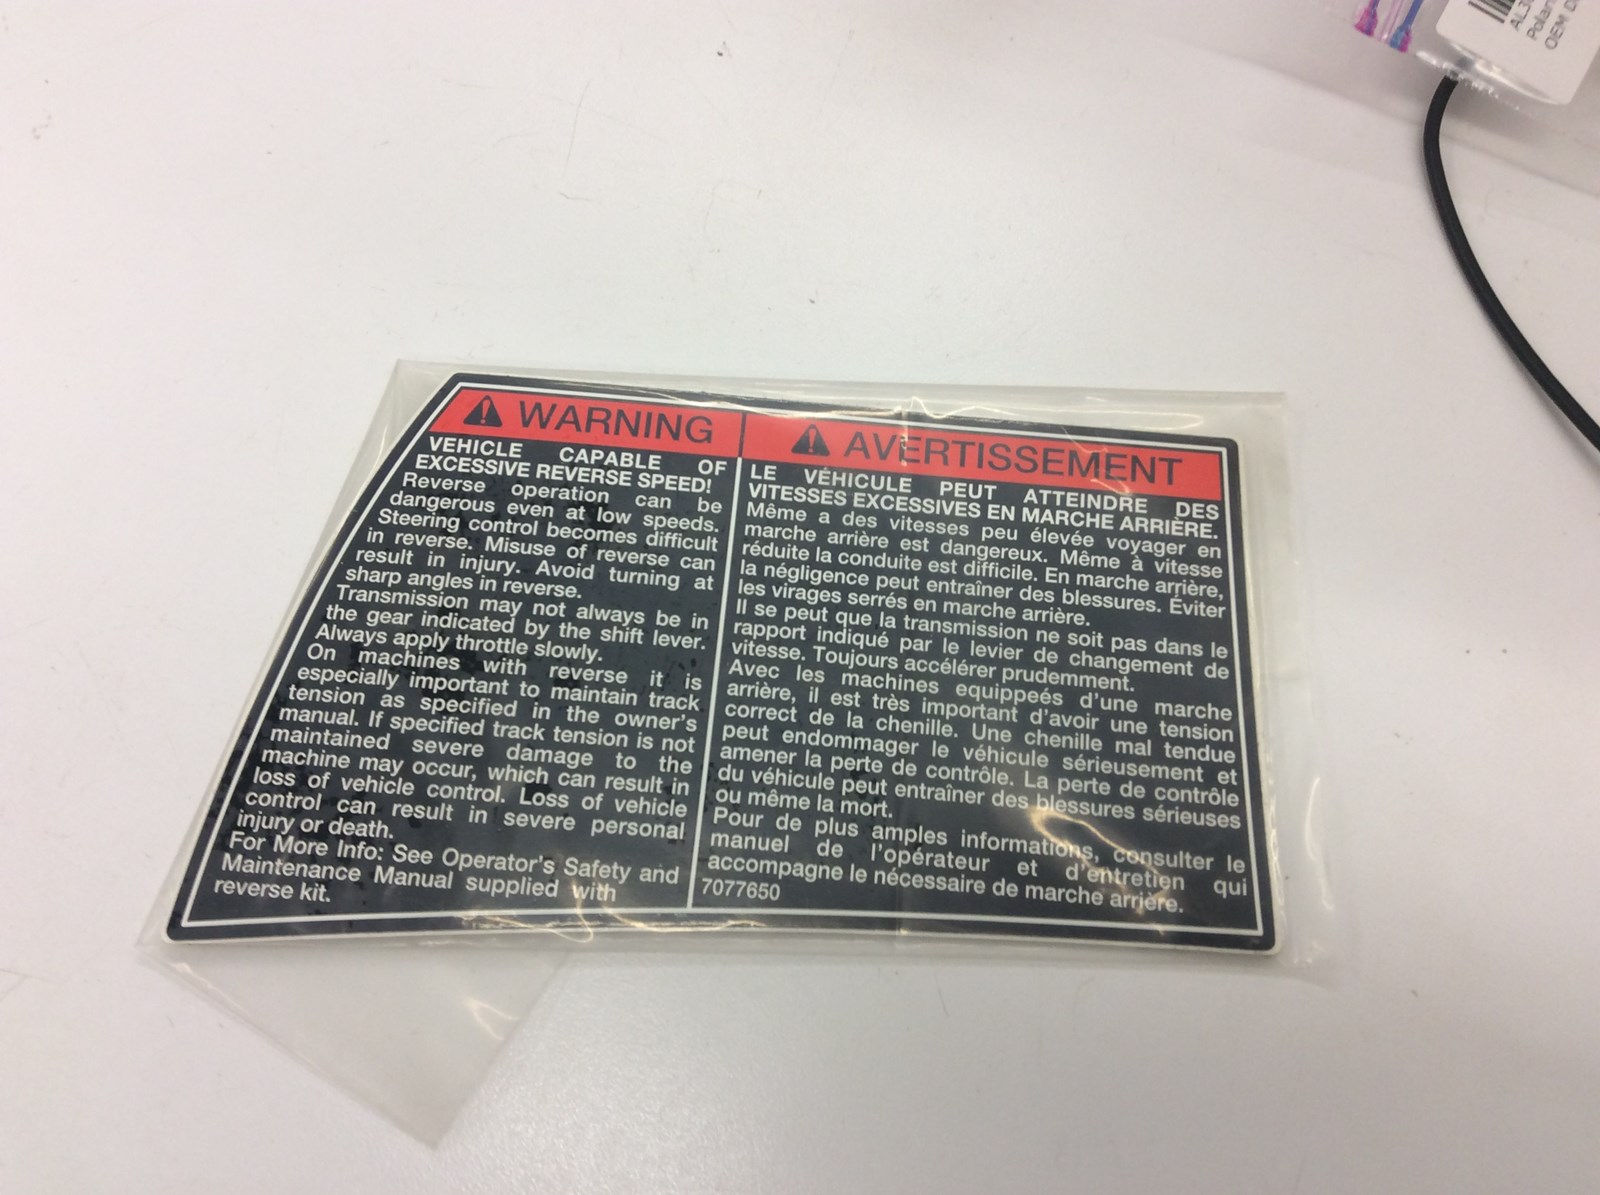 WARNING
VEHICLE CAPABLE OF
EXCESSIVE REVERSE SPEED!
Reverse operation can be
dangerous even at low speeds.
Steering control becomes difficult
in reverse. Misuse of reverse can
result in injury. Avoid turning at
sharp angles in reverse.
Transmission may not always be in
the gear indicated by the shift lever.
Always apply throttle slowly.
On machines with reverse it is
especially important to maintain track
tension as specified in the owner's
manual. If specified track tension is not
maintained severe damage to the
machine may occur, which can result in
loss of vehicle control. Loss of vehicle
control can result in severe personal
injury or death.
For More Info: See Operator's Safety and
Maintenance Manual supplied with
reverse kit.
AVERTISSEMENT
LE VÉHICULE PEUT ATTEINDRE DES
VITESSES EXCESSIVES EN MARCHE ARRIÈRE.
Même a des vitesses peu élevée voyager en
marche arrière est dangereux. Même à vitesse
réduite la conduite est difficile. En marche arrière,
la négligence peut entraîner des blessures. Éviter
les virages serrés en marche arrière.
Il se peut que la transmission ne soit pas dans le
rapport indiqué par le levier de changement de
vitesse. Toujours accélérer prudemment.
Avec les machines equippeés d'une marche
arrière, il est très important d'avoir une tension
correct de la chenille. Une chenille mal tendue
peut endommager le véhicule sérieusement et
amener la perte de contrôle. La perte de contrôle
du véhicule peut entraîner des blessures sérieuses
ou même la mort.
Pour de plus amples informations, consulter le
manuel de l'opérateur et d'entretien qui
accompagne le nécessaire de marche arrière.
7077650
OEM